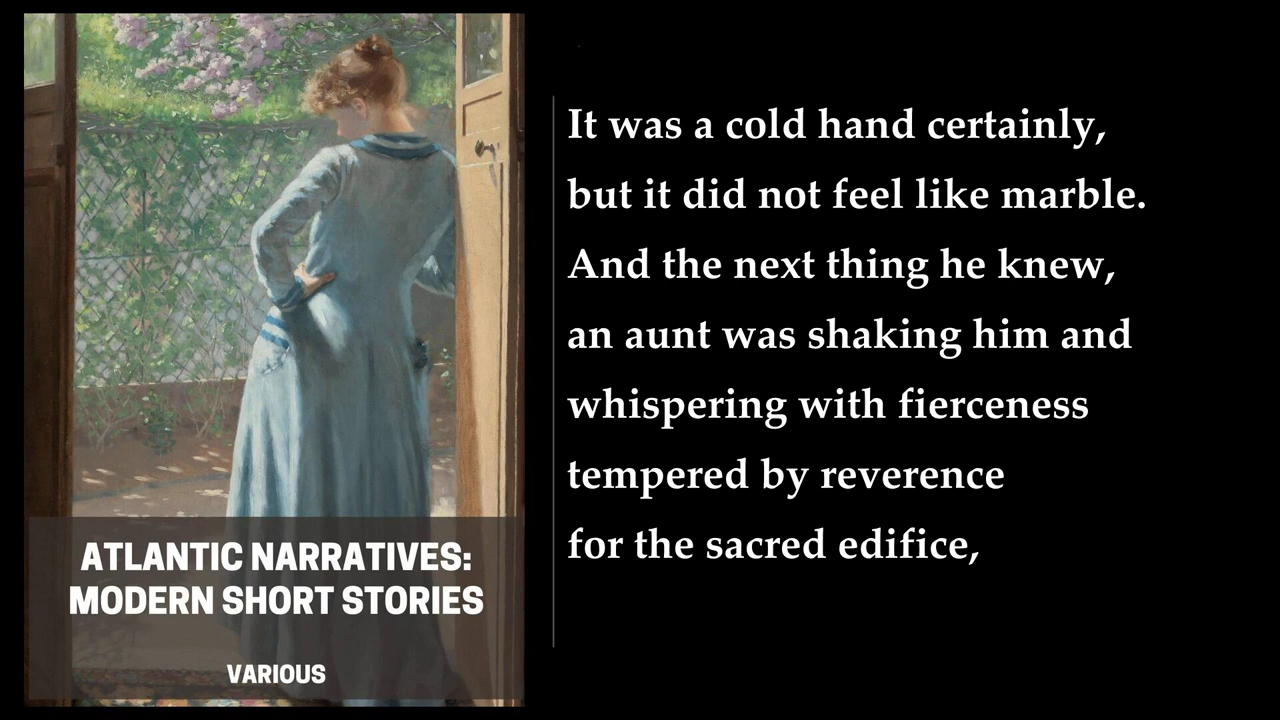 ATLANTIC NARRATIVES:
MODERN SHORT STORIES
VARIOUS
It was a cold hand certainly,
but it did not feel like marble.
And the next thing he knew,
an aunt was shaking him and
whispering with fierceness
tempered by reverence
for the sacred edifice,